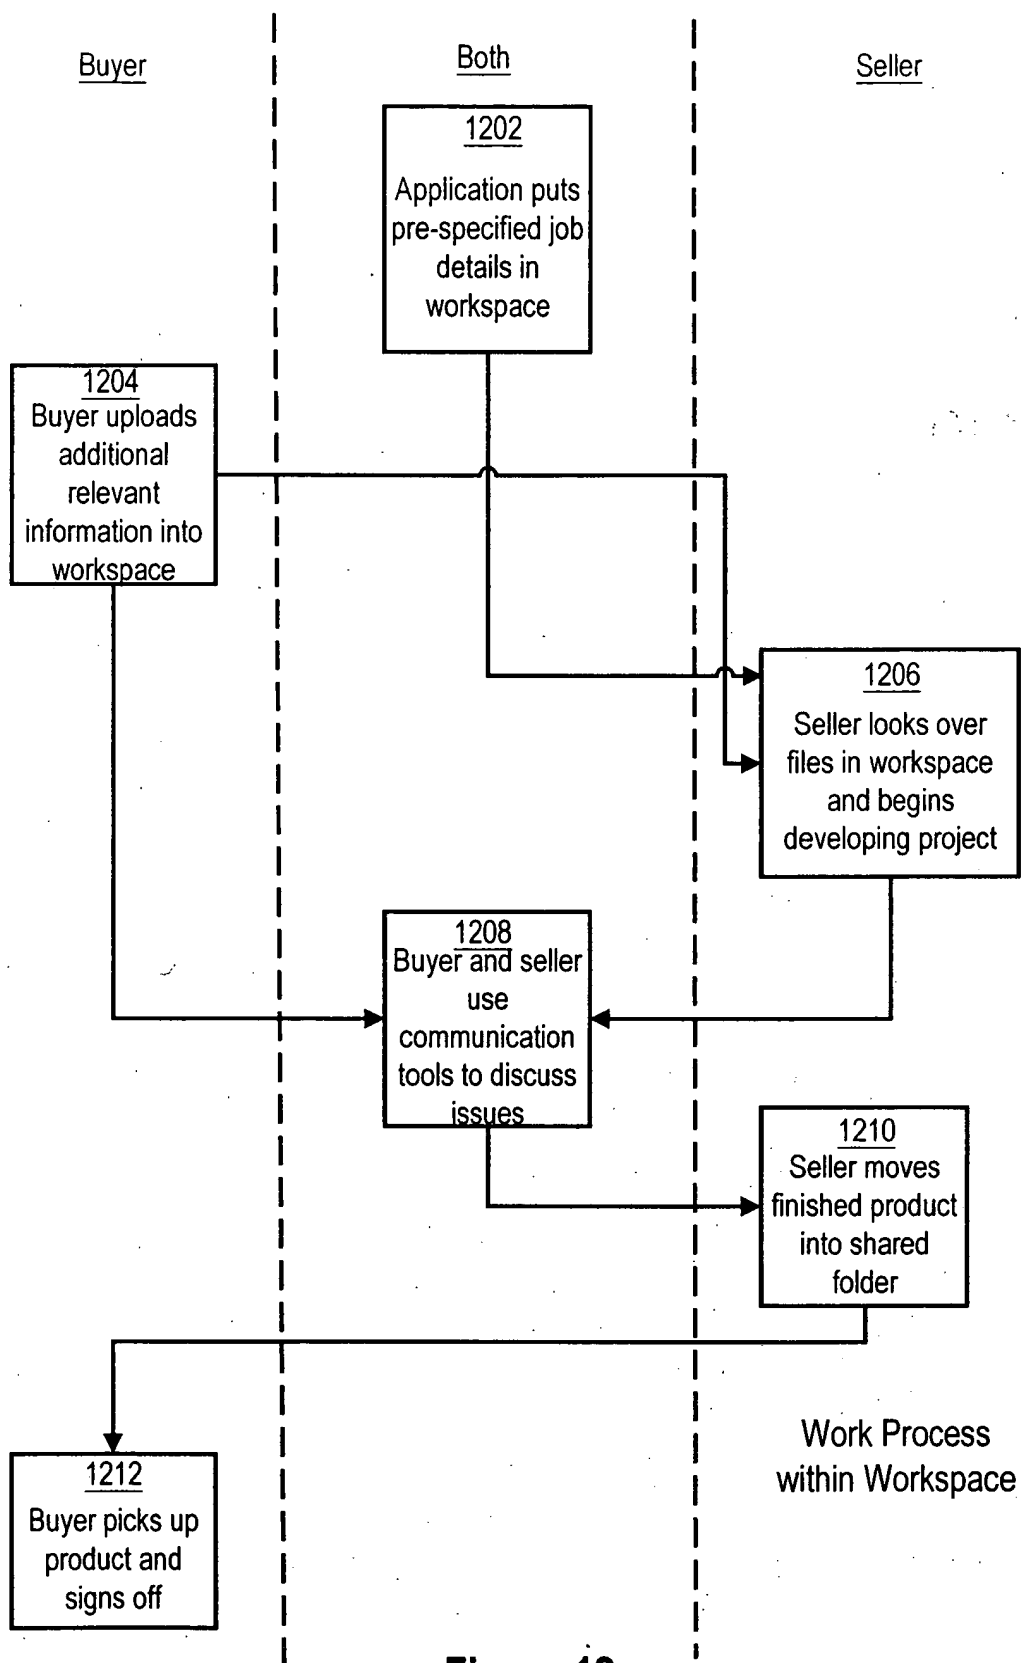 Buyer
Both
Seller
1202
Application puts
pre-specified job
details in
workspace
1204
Buyer uploads
additional
relevant
information into
workspace
1206
Seller looks over
files in workspace
and begins
developing project
1208
Buyer and seller
use
communication
tools to discuss
issues
1210
Seller moves
finished product
into shared
folder
Work Process
within Workspace
1212
Buyer picks up
product and
signs off